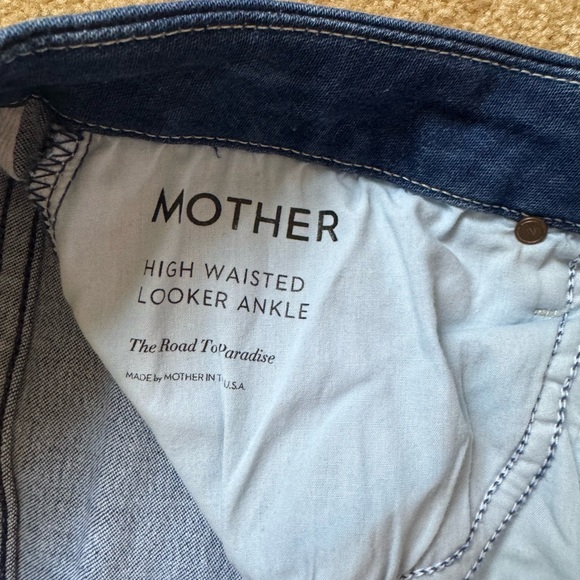 MOTHER
HIGH WAISTED
LOOKER ANKLE
The Road To Paradise
MADE by MOTHER IN U.S.A.